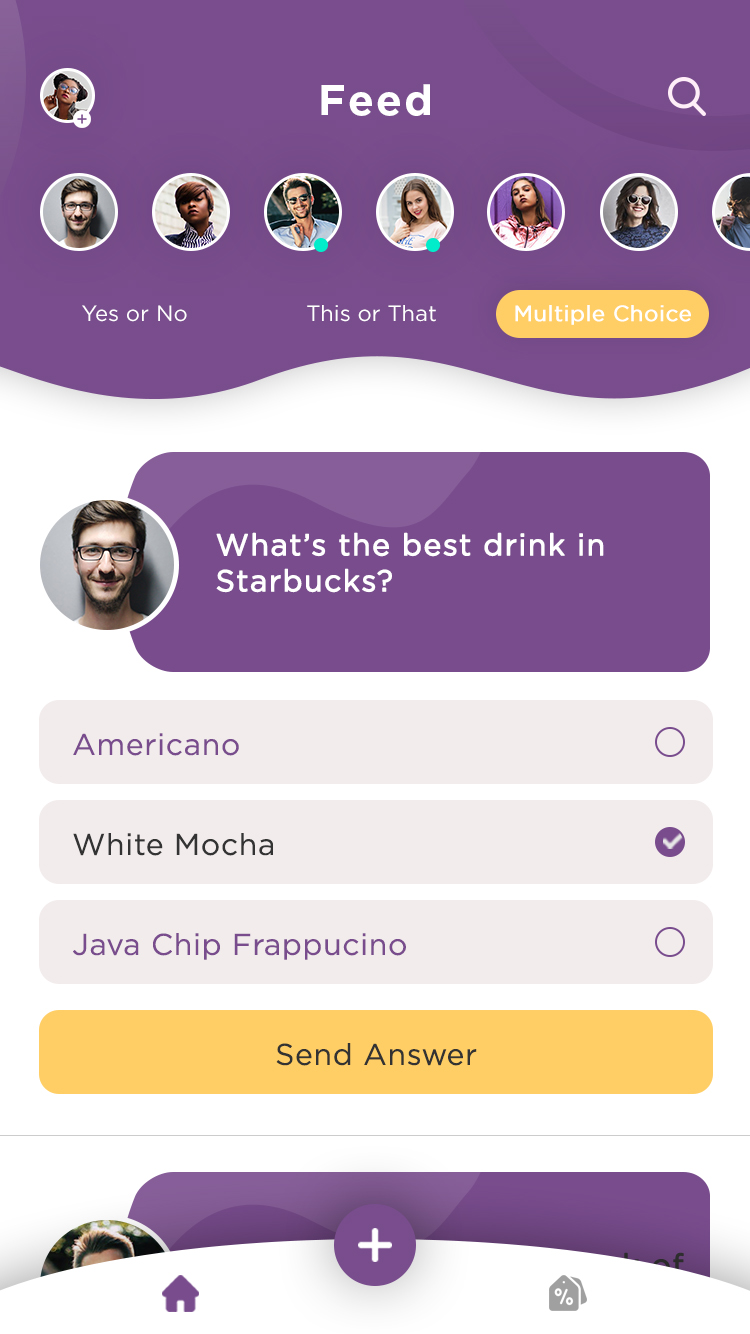 Feed
Yes or No
This or That
Multiple Choice
What’s the best drink in
Starbucks?
Americano
White Mocha
Java Chip Frappucino
Send Answer
of
%